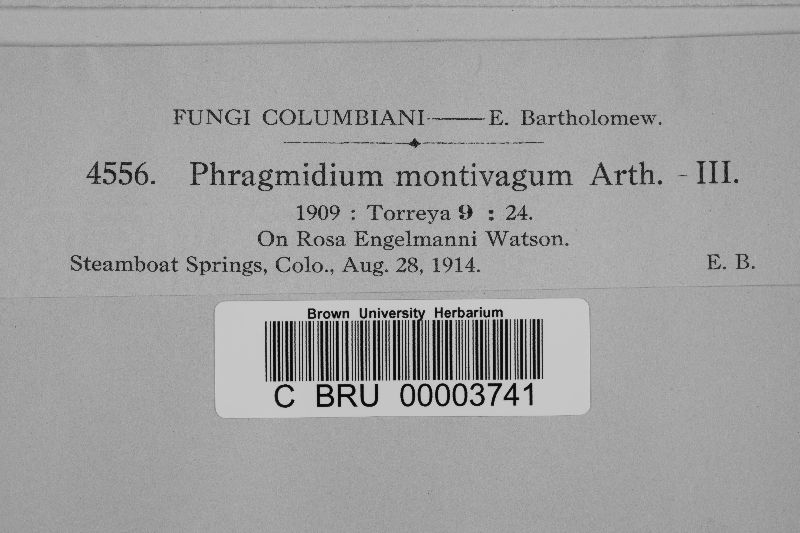 FUNGI COLUMBIANI——E. Bartholomew.
4556. Phragmidium montivagum Arth. - III.
1909 : Torreya 9 : 24.
On Rosa Engelmanni Watson.
Steamboat Springs, Colo., Aug. 28, 1914. E. B.
Brown University Herbarium
C BRU 00003741